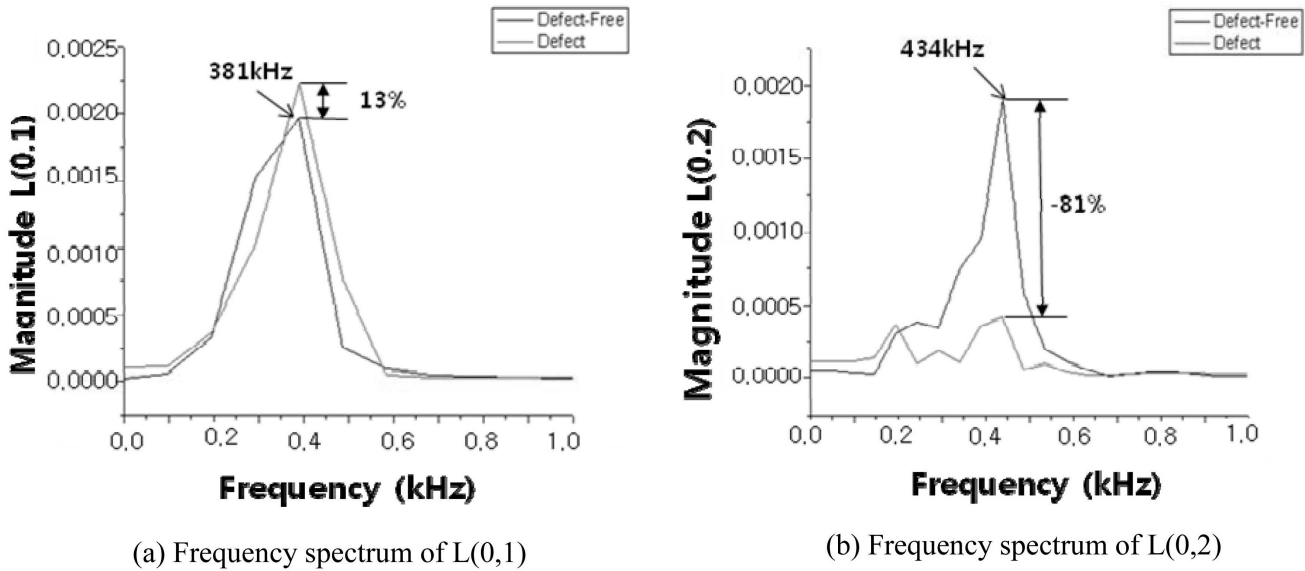 Defect-Free
Defect
0.0025
0.0020
0.0015
0.0010
0.0005
0.0000
Magnitude L(0.1)
381kHz
13%
0.0 0.2 0.4 0.6 0.8 1.0
Frequency (kHz)
(a) Frequency spectrum of L(0,1)
Defect-Free
Defect
0.0020
0.0015
0.0010
0.0005
0.0000
Magnitude L(0.2)
434kHz
-81%
0.0 0.2 0.4 0.6 0.8 1.0
Frequency (kHz)
(b) Frequency spectrum of L(0,2)